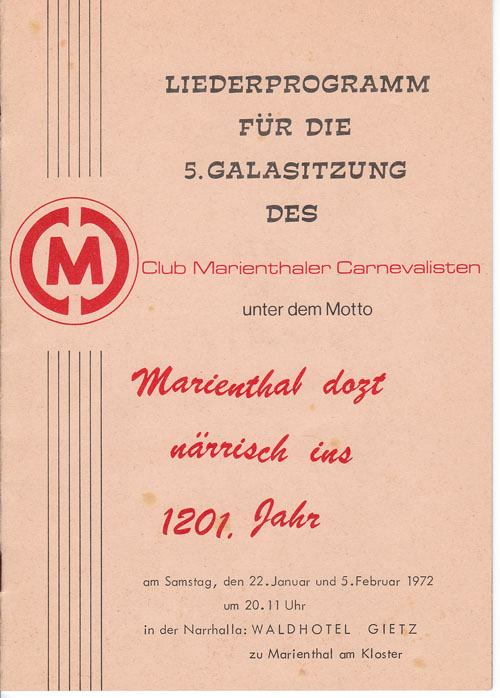 LIEDERPROGRAMM
FÜR DIE
5. GALASITZUNG
DES
M
Club Marienthaler Carnevalisten
unter dem Motto
Marienthal dozt
närrisch ins
1201. Jahr
am Samstag, den 22. Januar und 5. Februar 1972
um 20.11 Uhr
in der Narrhalla: WALDHOTEL GIETZ
zu Marienthal am Kloster